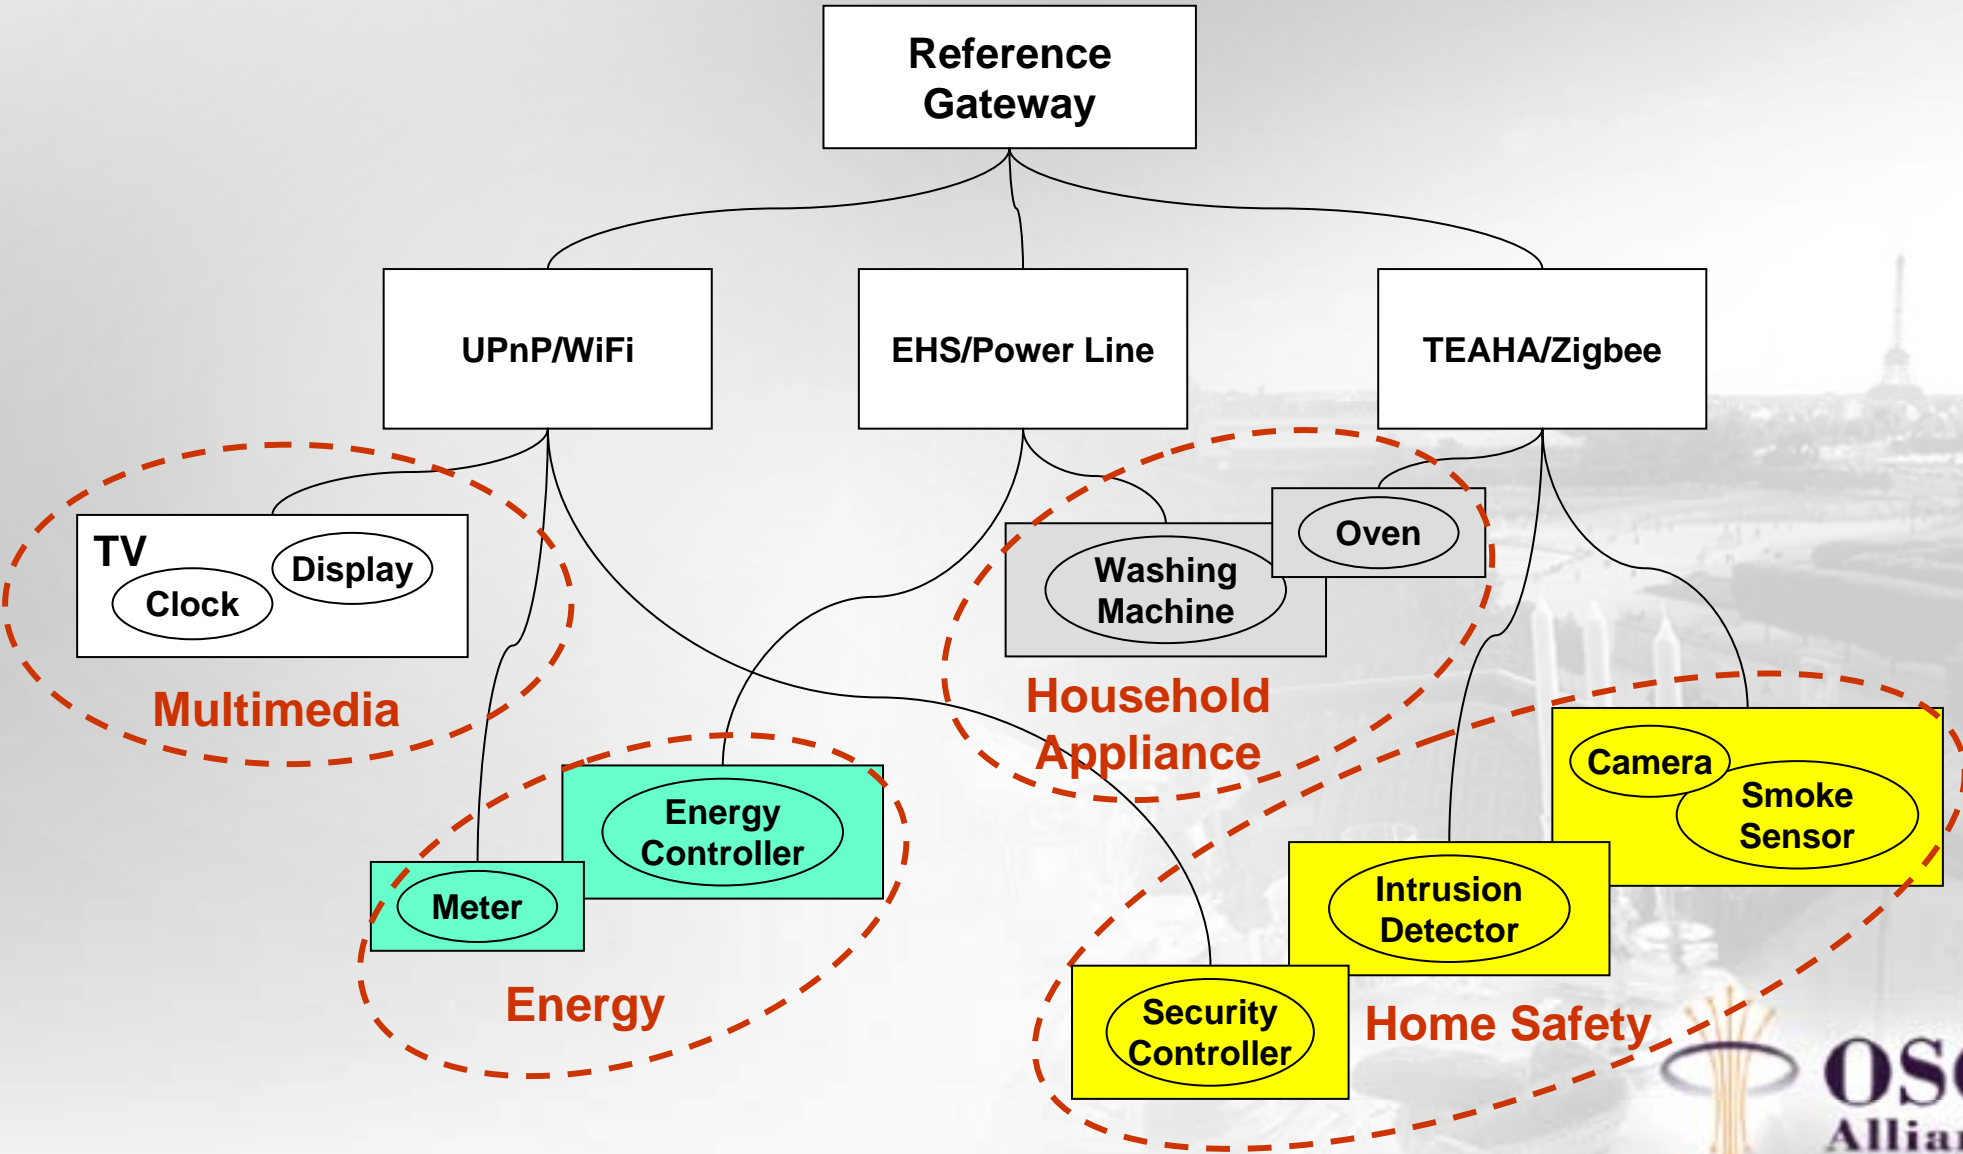 Reference
Gateway
UPnP/WiFi
EHS/Power Line
TEAHA/Zigbee
TV
Display
Clock
Multimedia
Oven
Washing
Machine
Household
Appliance
Camera
Smoke
Sensor
Energy
Controller
Meter
Energy
Intrusion
Detector
Security
Controller
Home Safety